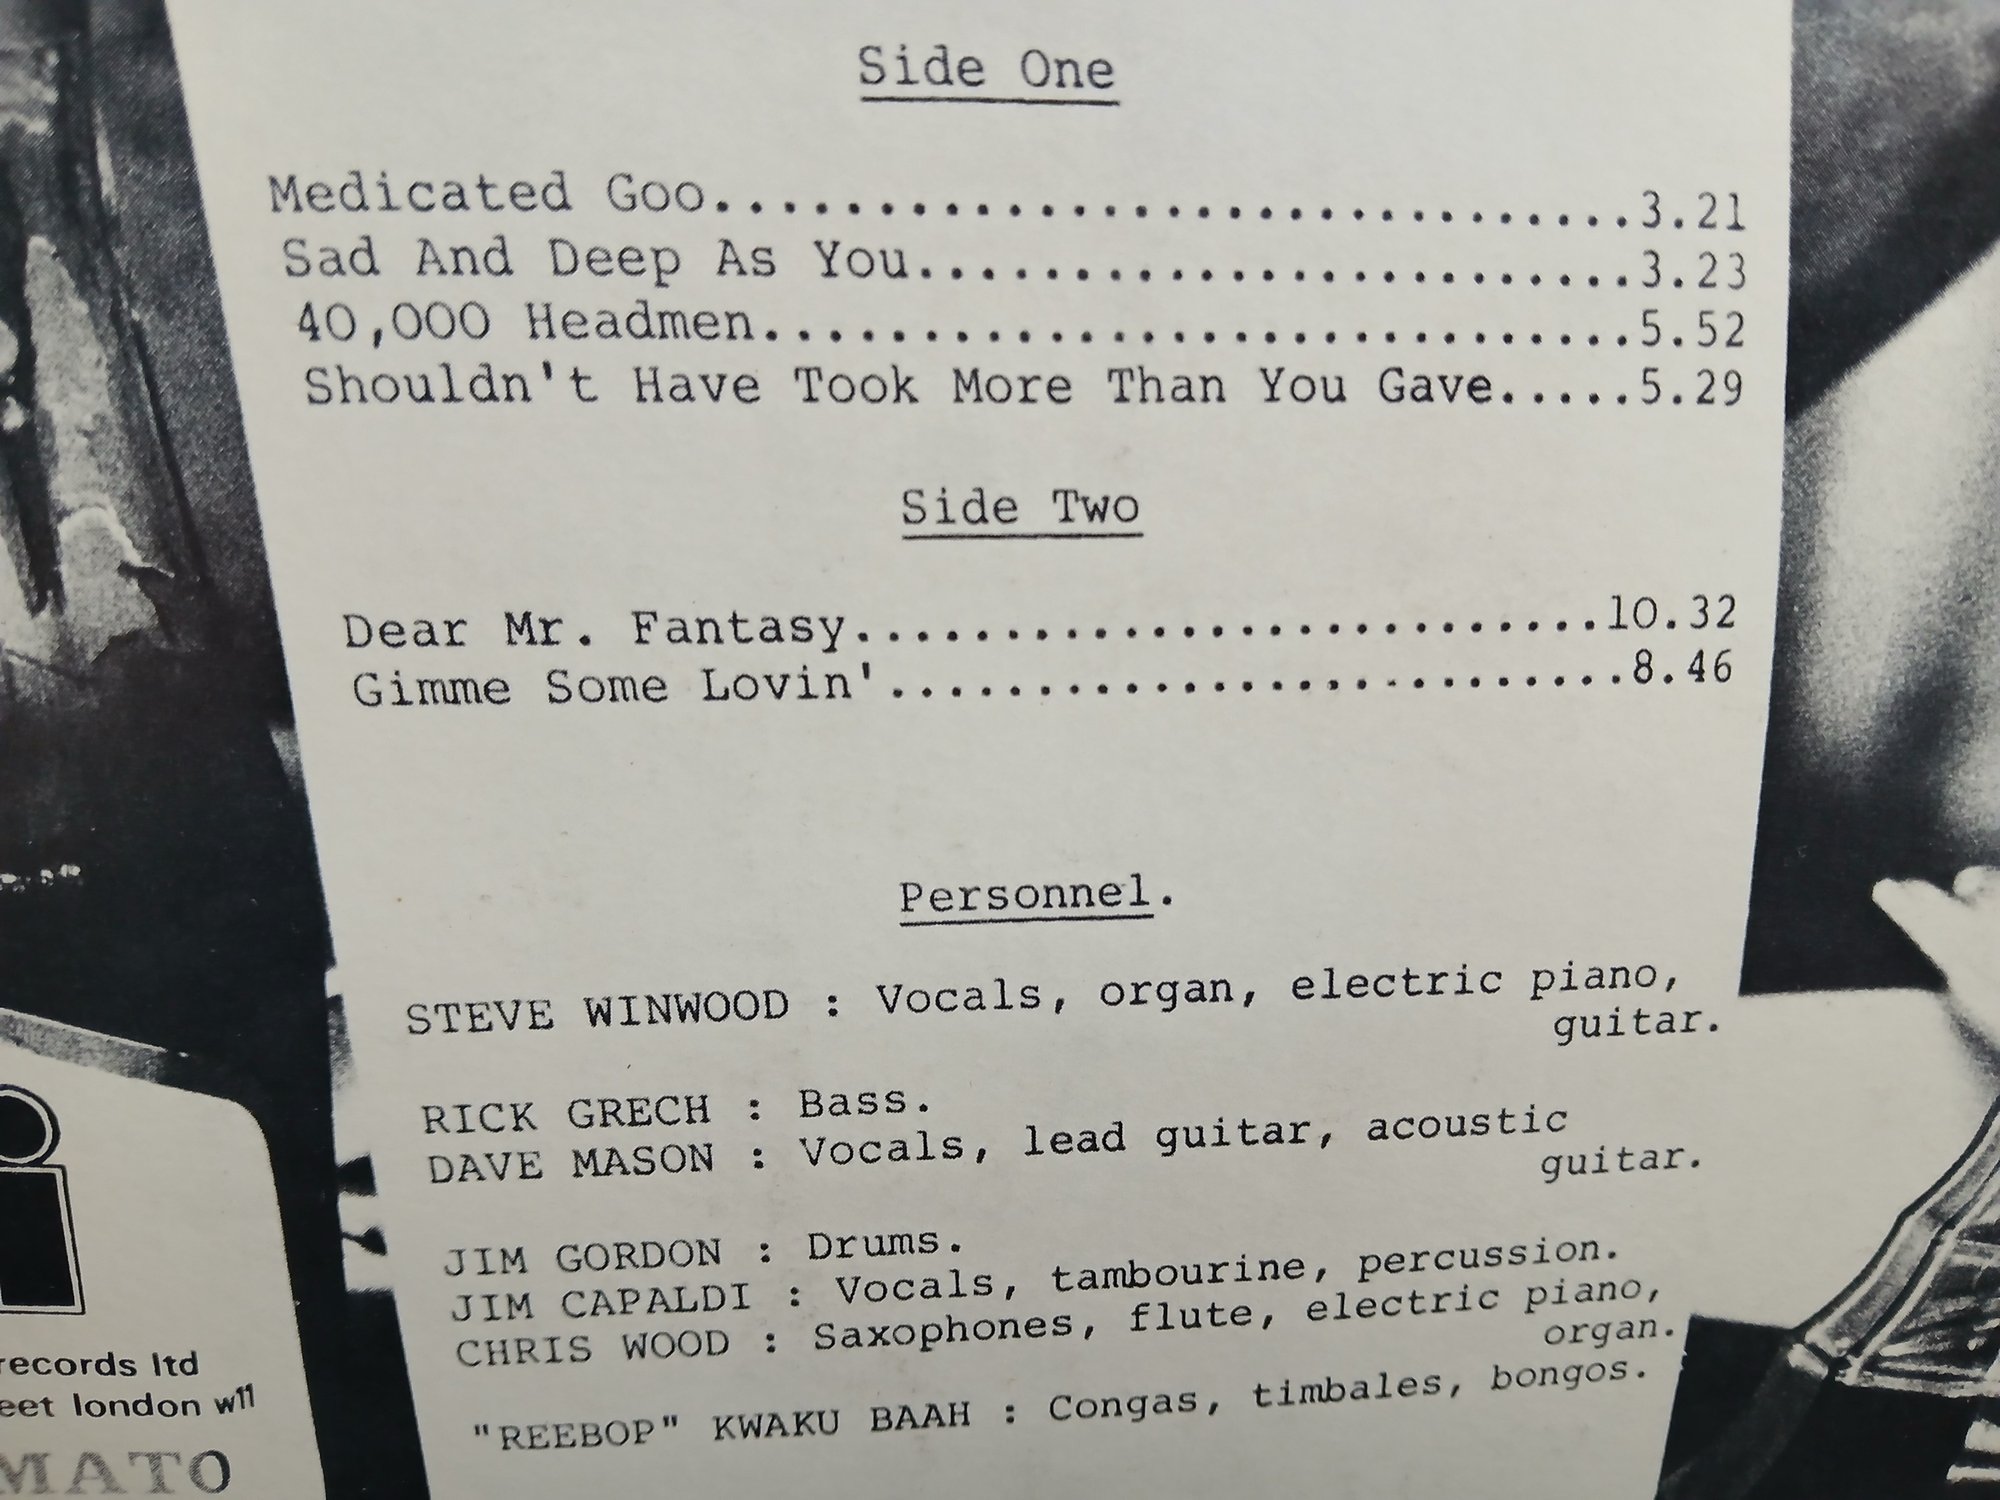 Side One
Medicated Goo............................3.21
Sad And Deep As You......................3.23
40,000 Headmen...........................5.52
Shouldn't Have Took More Than You Gave.....5.29
Side Two
Dear Mr. Fantasy.........................10.32
Gimme Some Lovin'........................8.46
Personnel.
STEVE WINWOOD : Vocals, organ, electric piano,
guitar.
RICK GRECH : Bass.
DAVE MASON : Vocals, lead guitar, acoustic
guitar.
JIM GORDON : Drums.
JIM CAPALDI : Vocals, tambourine, percussion.
CHRIS WOOD : Saxophones, flute, electric piano,
organ.
"REEBOP" KWAKU BAAH : Congas, timbales, bongos.
i
records ltd
eet london w11
MATO